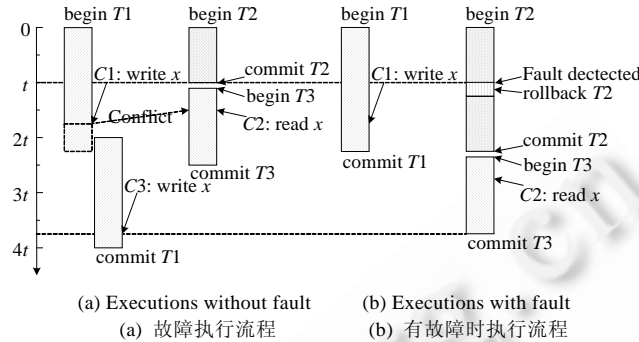 begin T1
begin T2
begin T1
begin T2
0
C1: write x
C1: write x
t
commit T2
Fault dectected
begin T3
rollback T2
Conflict
C2: read x
2t
commit T2
commit T1
begin T3
commit T3
C3: write x
C2: read x
3t
4t
commit T1
commit T3
(a) Executions without fault
(b) Executions with fault
(a) 故障执行流程
(b) 有故障时执行流程